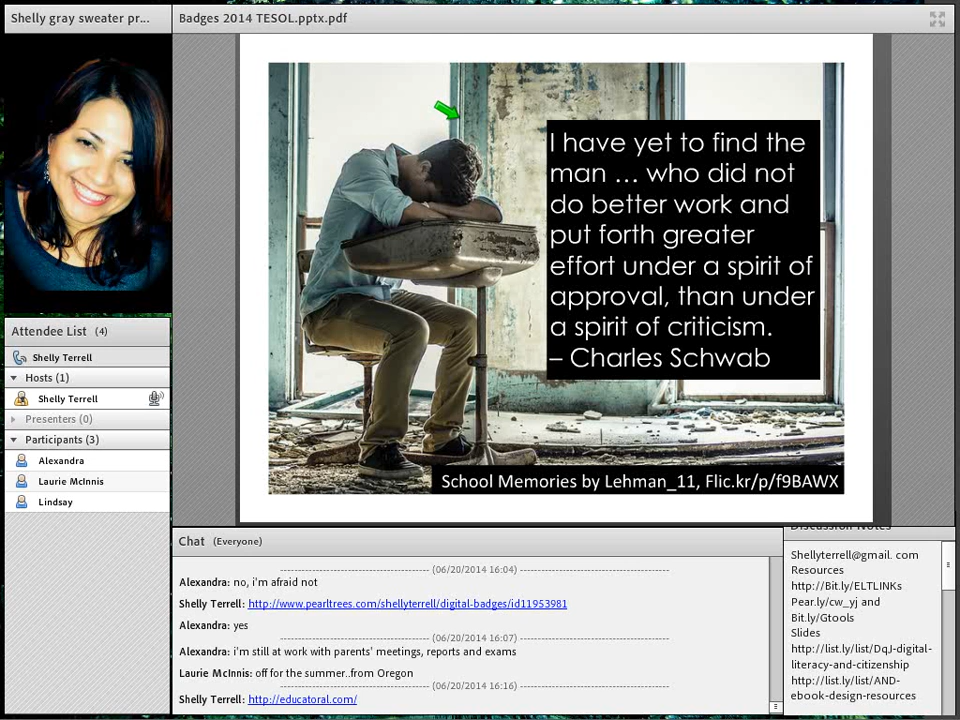 Shelly gray sweater pr...
Badges 2014 TESOL.pptx.pdf
I have yet to find the
man ... who did not
do better work and
put forth greater
effort under a spirit of
approval, than under
a spirit of criticism.
– Charles Schwab
School Memories by Lehman_11, Flic.kr/p/f9BAWX
Attendee List (4)
Shelly Terrell
Hosts (1)
Shelly Terrell
Presenters (0)
Participants (3)
Alexandra
Laurie McInnis
Lindsay
Chat (Everyone)
------------------------------ (06/20/2014 16:04) ------------------------------
Alexandra: no, i'm afraid not
Shelly Terrell: http://www.pearltrees.com/shellyterrell/digital-badges/id11953981
Alexandra: yes
------------------------------ (06/20/2014 16:07) ------------------------------
Alexandra: i'm still at work with parents' meetings, reports and exams
Laurie McInnis: off for the summer..from Oregon
------------------------------ (06/20/2014 16:16) ------------------------------
Shelly Terrell: http://educatoral.com/
Discussion Notes
Shellyterrell@gmail. com
Resources
http://Bit.ly/ELTLINKs
Pear.ly/cw_yj and
Bit.ly/Gtools
Slides
http://list.ly/list/DqJ-digital-
literacy-and-citizenship
http://list.ly/list/AND-
ebook-design-resources